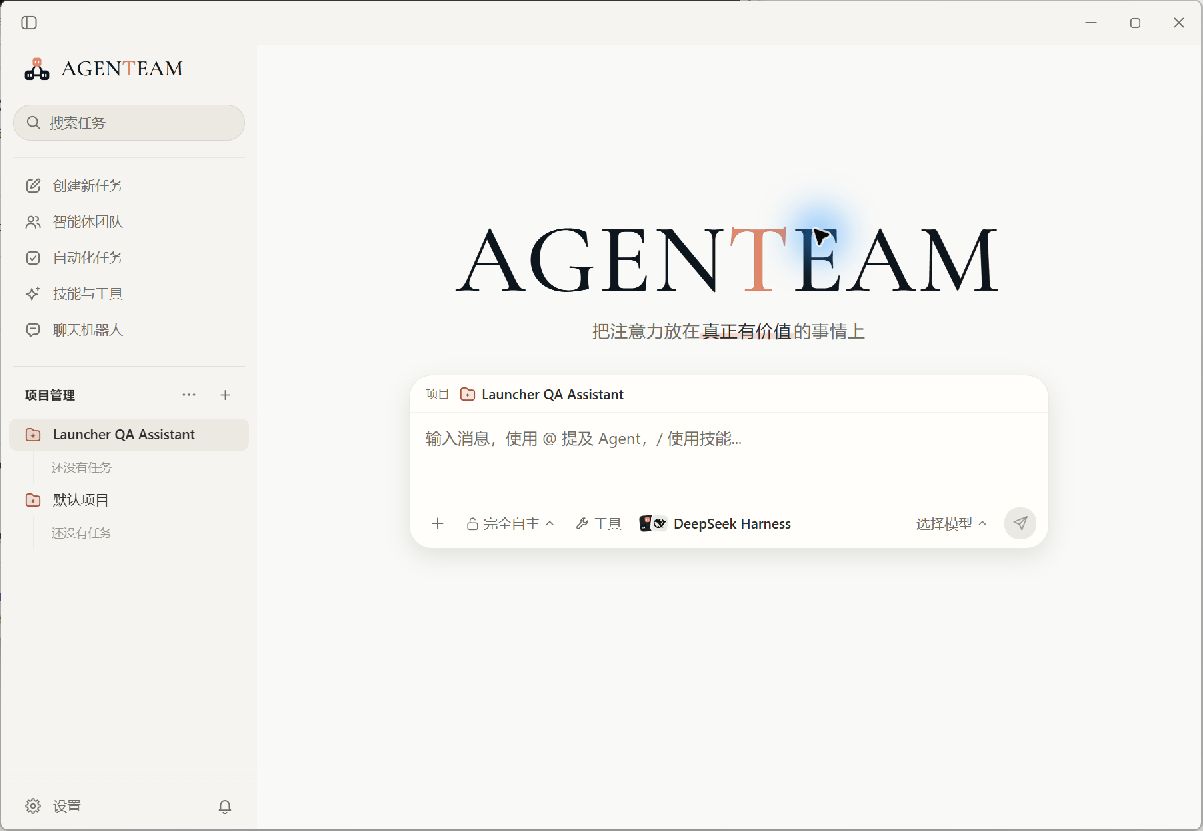 AGENTEAM
搜索任务
创建新任务
智能体团队
自动化任务
技能与工具
聊天机器人
项目管理
Launcher QA Assistant
还没有任务
默认项目
还没有任务
设置
AGENTEAM
把注意力放在真正有价值的事情上
项目 Launcher QA Assistant
输入消息，使用 @ 提及 Agent，/ 使用技能...
完全自主 工具 DeepSeek Harness 选择模型